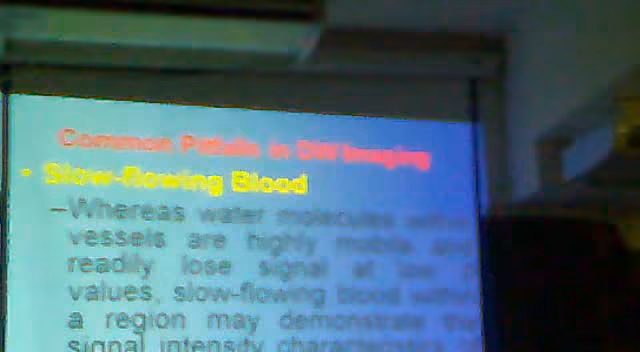 Common Pitfalls in DW Imaging
• Slow-flowing Blood
–Whereas water molecules within
vessels are highly mobile and
readily lose signal at low
values, slow-flowing blood within
a region may demonstrate the
signal intensity characteristics of